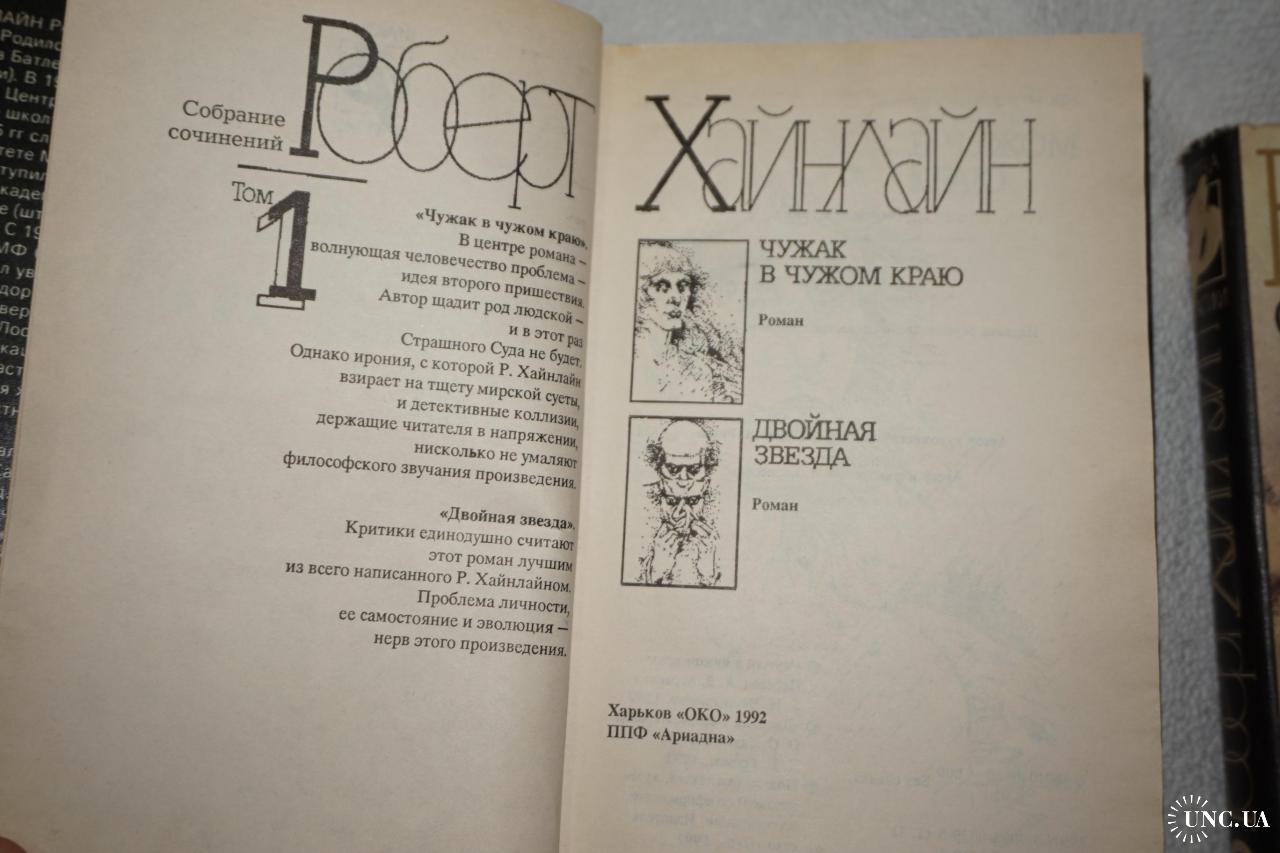 Роберт
Собрание
сочинений
Том
1
«Чужак в чужом краю».
В центре романа –
волнующая человечество проблема –
идея второго пришествия.
Автор щадит род людской –
и в этот раз
Страшного Суда не будет.
Однако ирония, с которой Р. Хайнлайн
взирает на тщету мирской суеты,
и детективные коллизии,
держащие читателя в напряжении,
нисколько не умаляют
философского звучания произведения.
«Двойная звезда».
Критики единодушно считают
этот роман лучшим
из всего написанного Р. Хайнлайном.
Проблема личности,
ее самостояние и эволюция –
нерв этого произведения.
Хайнлайн
ЧУЖАК
В ЧУЖОМ КРАЮ
Роман
ДВОЙНАЯ
ЗВЕЗДА
Роман
Харьков «ОКО» 1992
ППФ «Ариадна»
UNC.UA